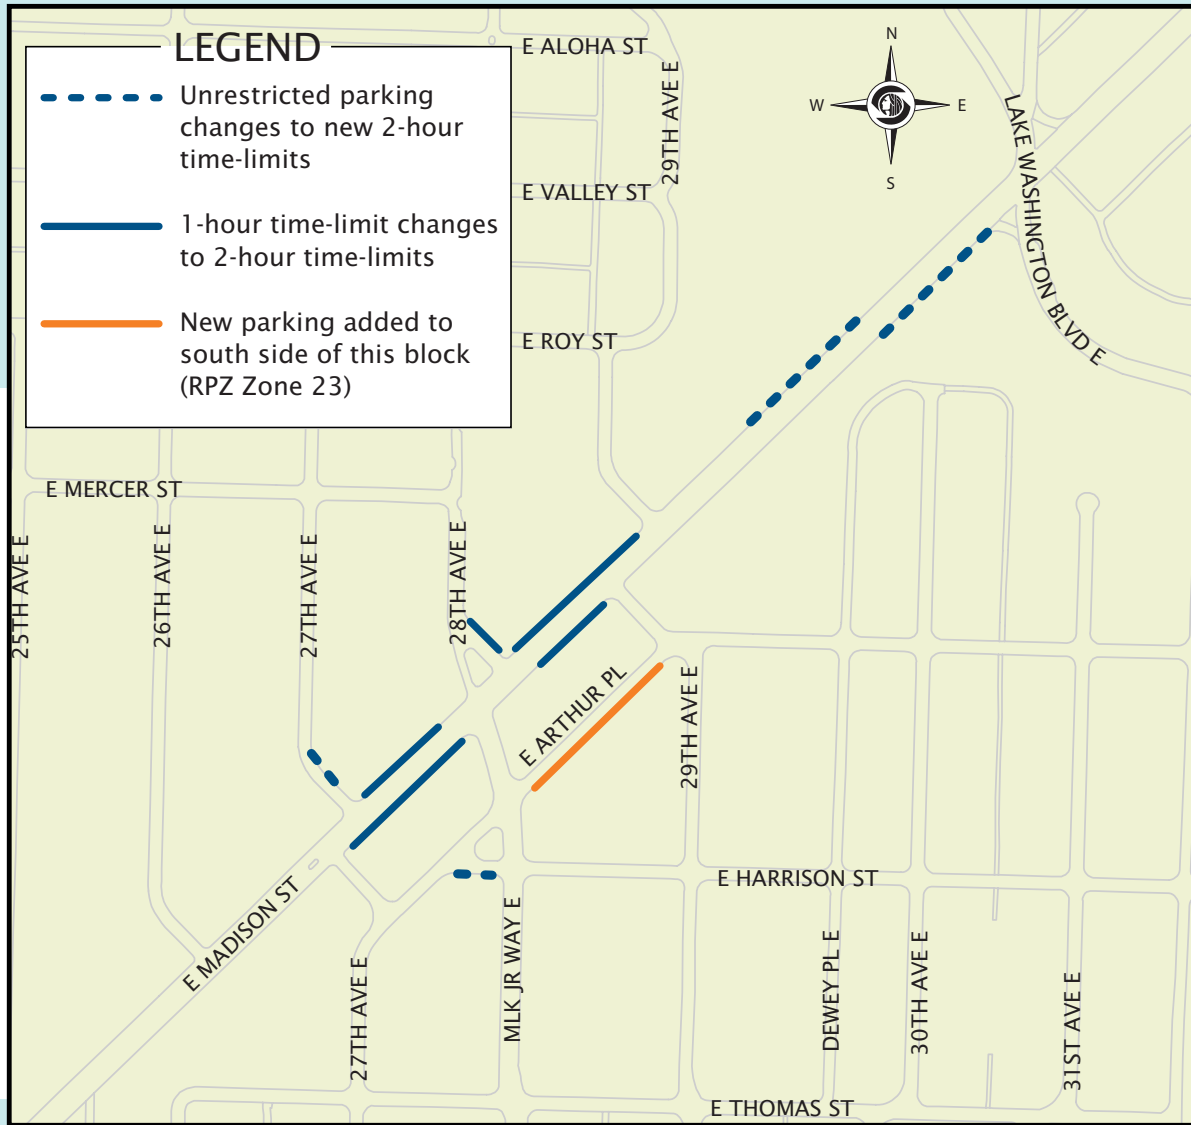 LEGEND
Unrestricted parking
changes to new 2-hour
time-limits
1-hour time-limit changes
to 2-hour time-limits
New parking added to
south side of this block
(RPZ Zone 23)
E ALOHA ST
29TH AVE E
E VALLEY ST
E ROY ST
N
W
E
S
LAKE WASHINGTON BLVD E
E MERCER ST
25TH AVE E
26TH AVE E
27TH AVE E
28TH AVE E
E ARTHUR PL
29TH AVE E
E HARRISON ST
E MADISON ST
27TH AVE E
MLK JR WAY E
DEWEY PL E
30TH AVE E
31ST AVE E
E THOMAS ST